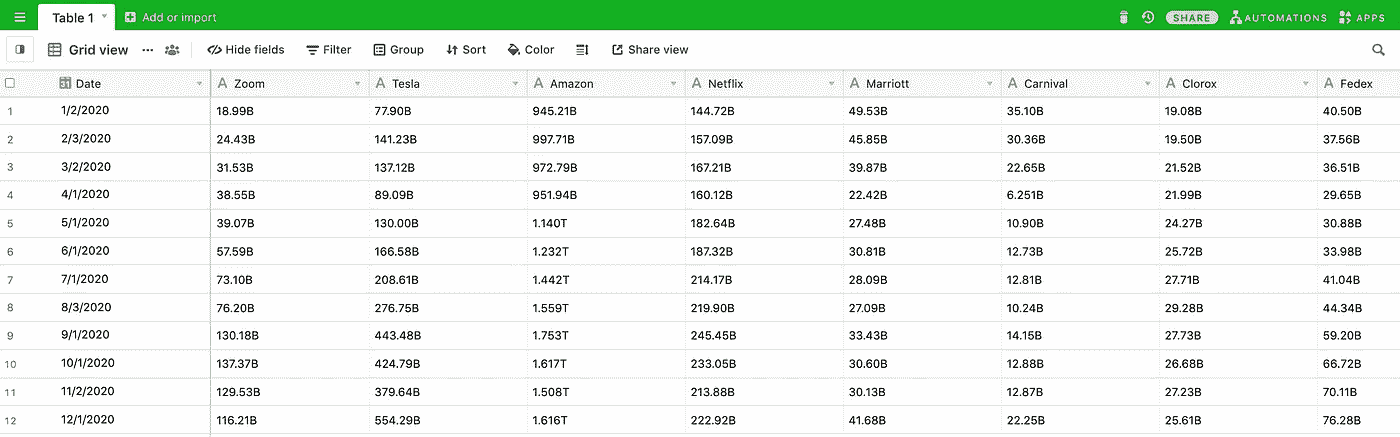 Table 1 Add or import SHARE AUTOMATIONS APPS
Grid view ... Hide fields Filter Group Sort Color Share view
31 Date A Zoom A Tesla A Amazon A Netflix A Marriott A Carnival A Clorox A Fedex
1 1/2/2020 18.99B 77.90B 945.21B 144.72B 49.53B 35.10B 19.08B 40.50B
2 2/3/2020 24.43B 141.23B 997.71B 157.09B 45.85B 30.36B 19.50B 37.56B
3 3/2/2020 31.53B 137.12B 972.79B 167.21B 39.87B 22.65B 21.52B 36.51B
4 4/1/2020 38.55B 89.09B 951.94B 160.12B 22.42B 6.251B 21.99B 29.65B
5 5/1/2020 39.07B 130.00B 1.140T 182.64B 27.48B 10.90B 24.27B 30.88B
6 6/1/2020 57.59B 166.58B 1.232T 187.32B 30.81B 12.73B 25.72B 33.98B
7 7/1/2020 73.10B 208.61B 1.442T 214.17B 28.09B 12.81B 27.71B 41.04B
8 8/3/2020 76.20B 276.75B 1.559T 219.90B 27.09B 10.24B 29.28B 44.34B
9 9/1/2020 130.18B 443.48B 1.753T 245.45B 33.43B 14.15B 27.73B 59.20B
10 10/1/2020 137.37B 424.79B 1.617T 233.05B 30.60B 12.88B 26.68B 66.72B
11 11/2/2020 129.53B 379.64B 1.508T 213.88B 30.13B 12.87B 27.23B 70.11B
12 12/1/2020 116.21B 554.29B 1.616T 222.92B 41.68B 22.25B 25.61B 76.28B